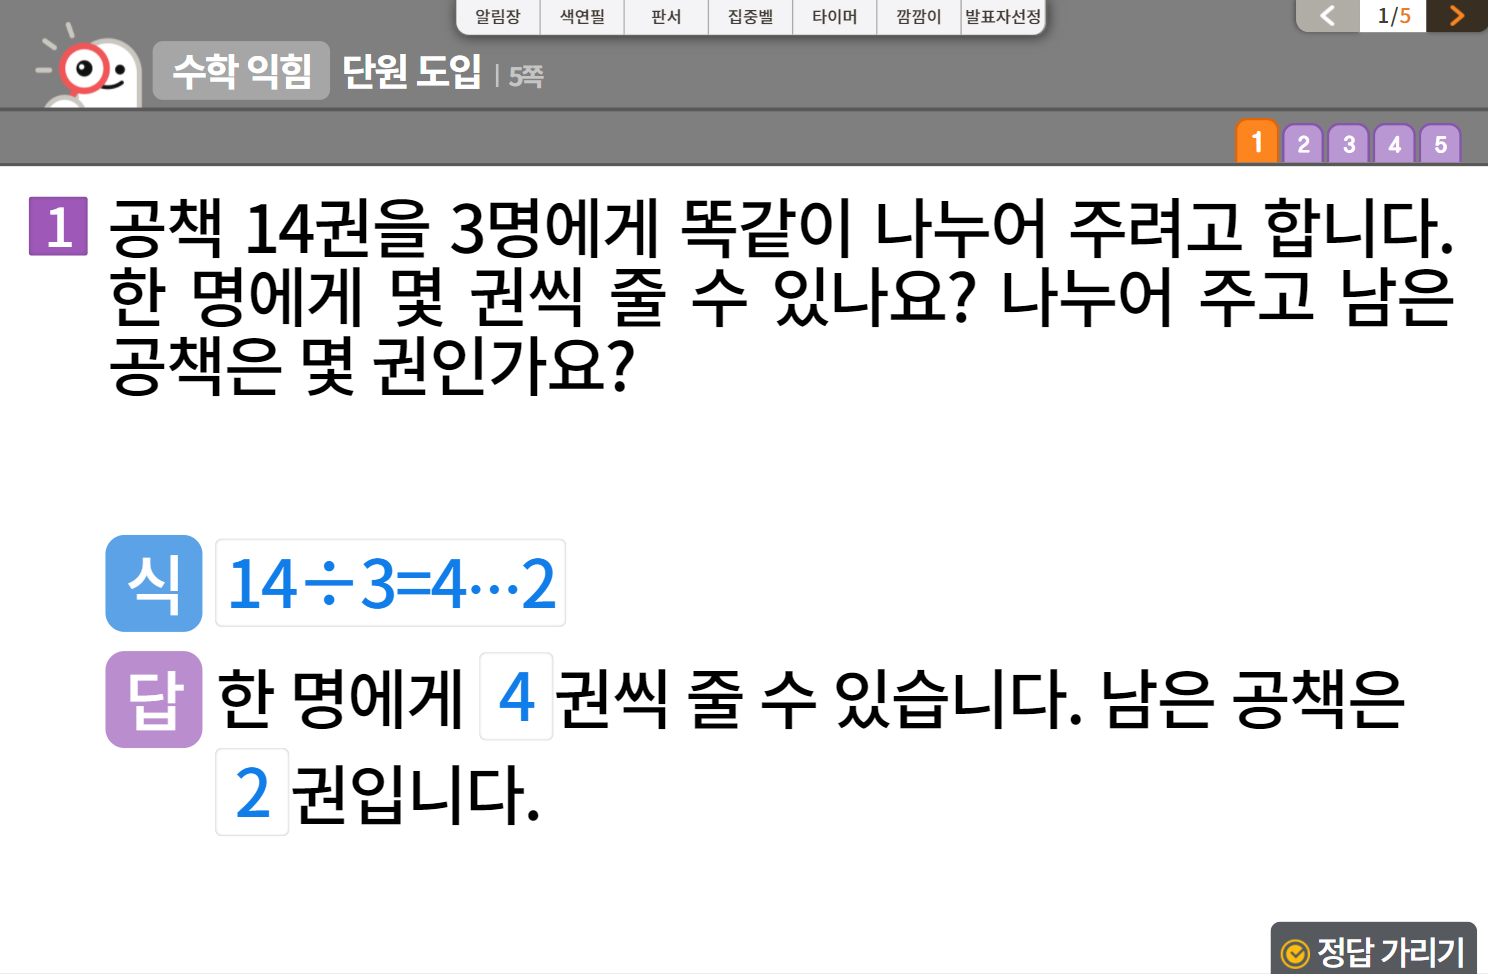 알림장 색연필 판서 집중벨 타이머 깜깜이 발표자선정
1/5
수학 익힘 단원 도입 | 5쪽
1 2 3 4 5
1 공책 14권을 3명에게 똑같이 나누어 주려고 합니다.
한 명에게 몇 권씩 줄 수 있나요? 나누어 주고 남은
공책은 몇 권인가요?
식 14÷3=4…2
답 한 명에게 4 권씩 줄 수 있습니다. 남은 공책은
2 권입니다.
정답 가리기